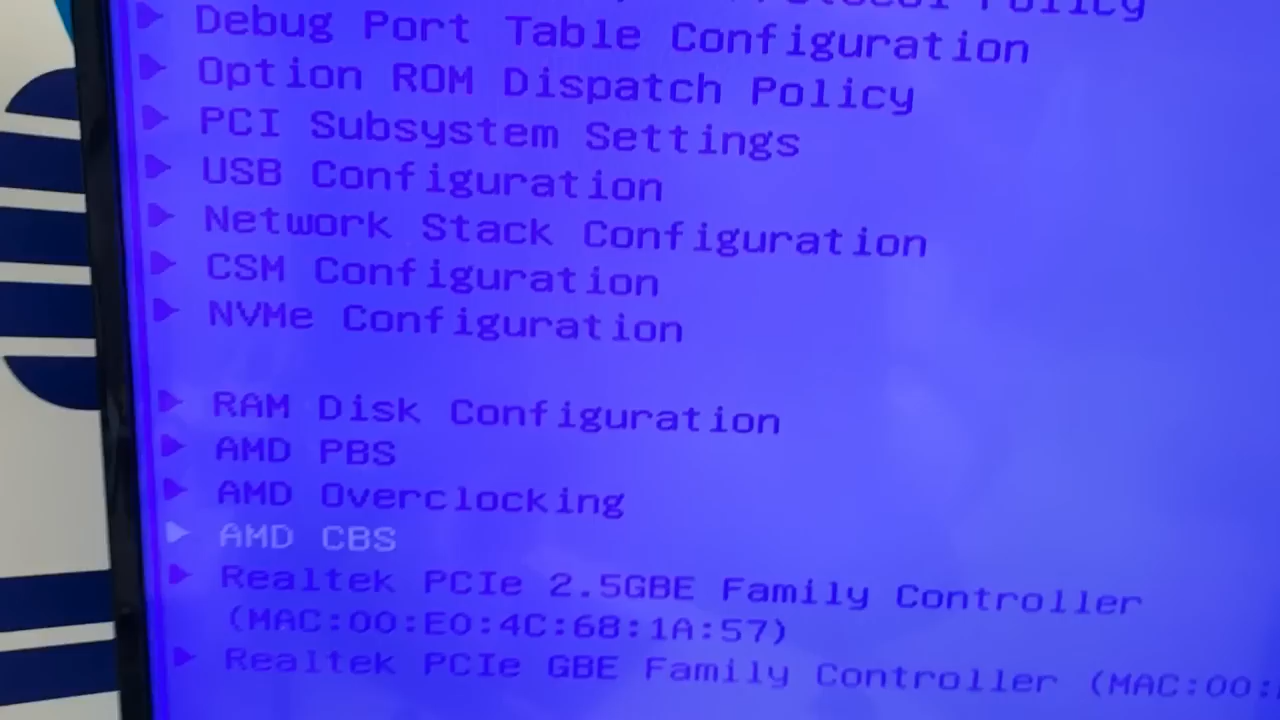 Policy
Debug Port Table Configuration
Option ROM Dispatch Policy
PCI Subsystem Settings
USB Configuration
Network Stack Configuration
CSM Configuration
NVMe Configuration
RAM Disk Configuration
AMD PBS
AMD Overclocking
AMD CBS
Realtek PCIe 2.5GBE Family Controller
(MAC:00:E0:4C:68:1A:57)
Realtek PCIe GBE Family Controller (MAC:00: